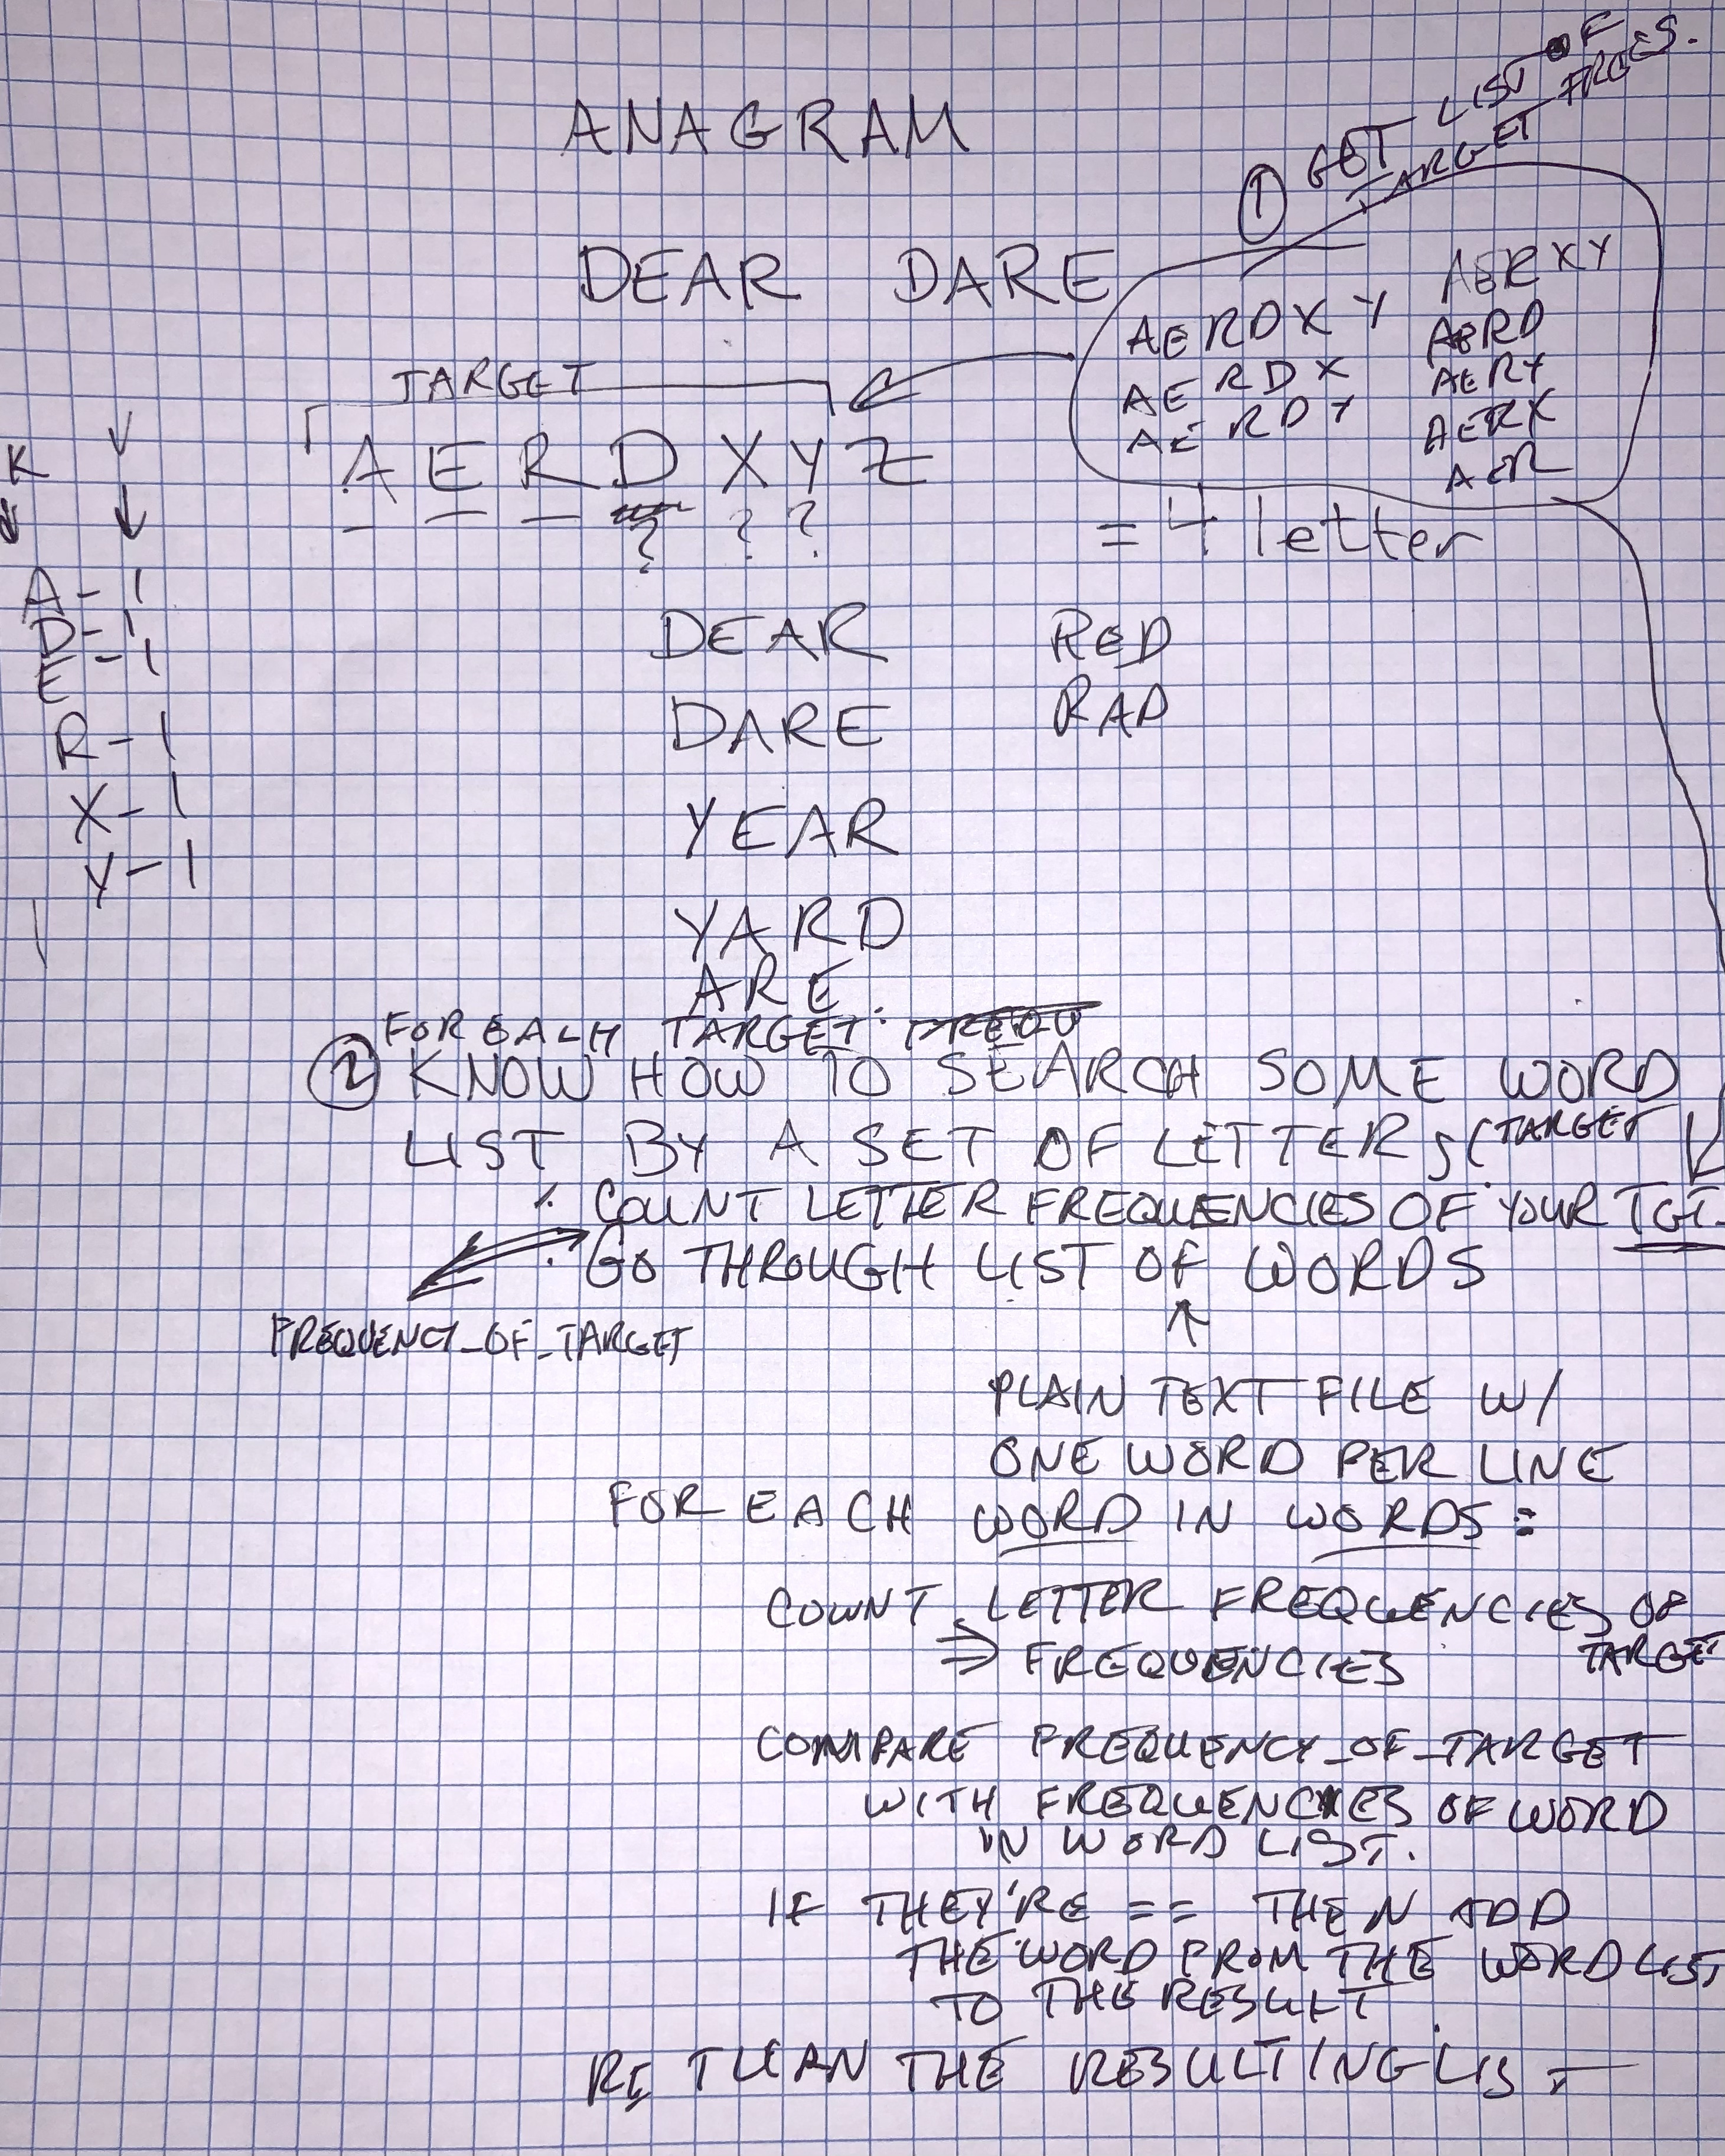 ① GET LIST OF
TARGET FRQES.
ANAGRAM
DEAR DARE
AERDXY AERXY
AERDX AERD
AERDY AERY
AERX
AER
TARGET
AERDXYZ
? ? ?
= 4 letter
K
A-1
D-1
E-1
R-1
X-1
Y-1
DEAR RED
DARE RAD
YEAR
YARD
ARE
FOR EACH TARGET: FREQU
② KNOW HOW TO SEARCH SOME WORD
LIST BY A SET OF LETTERS (TARGET
· COUNT LETTER FREQUENCIES OF YOUR TGT.
· GO THROUGH LIST OF WORDS
FREQUENCY_OF_TARGET
PLAIN TEXT FILE W/
ONE WORD PER LINE
FOR EACH WORD IN WORDS:
COUNT LETTER FREQUENCIES OF
TARGET
⇒ FREQUENCIES
COMPARE FREQUENCY_OF_TARGET
WITH FREQUENCIES OF WORD
IN WORD LIST.
IF THEY'RE == THEN ADD
THE WORD FROM THE WORD LIST
TO THE RESULT.
RETURN THE RESULTING LIST